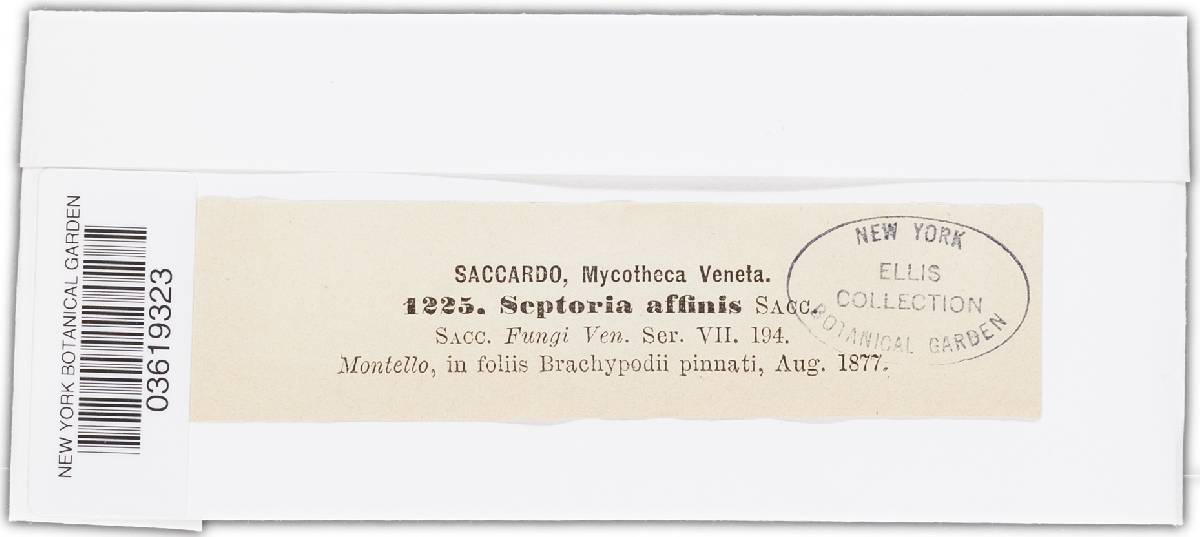 NEW YORK BOTANICAL GARDEN
03619323
SACCARDO, Mycotheca Veneta.
1225. Septoria affinis SACC.
SACC. Fungi Ven. Ser. VII. 194.
Montello, in foliis Brachypodii pinnati, Aug. 1877.
NEW YORK
ELLIS
COLLECTION
BOTANICAL GARDEN